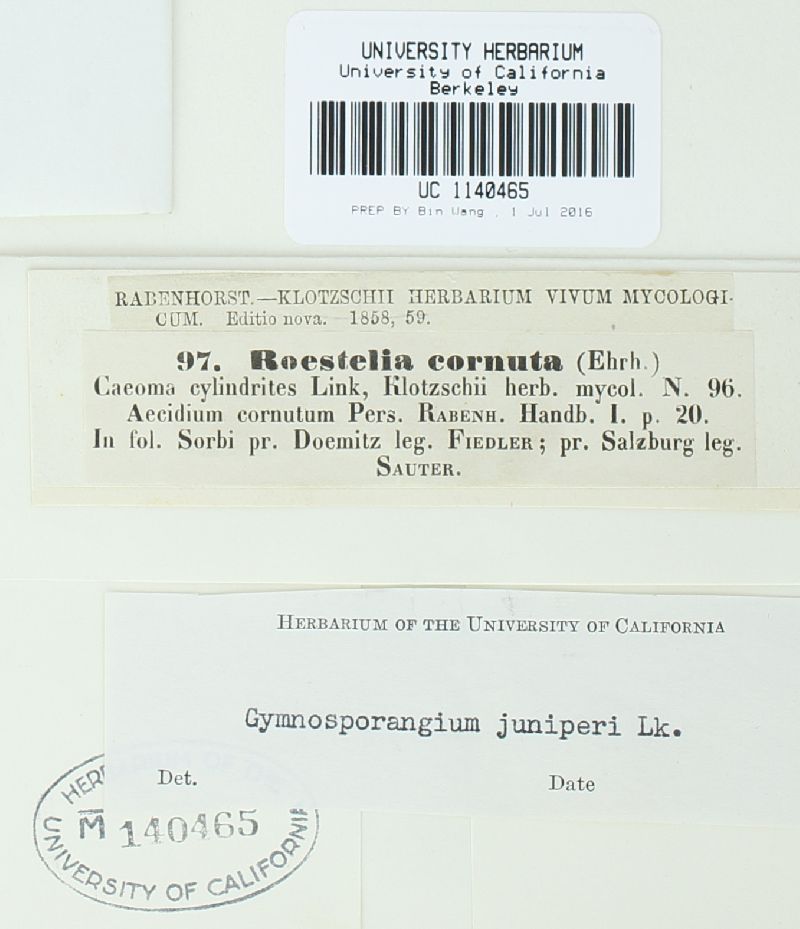 UNIVERSITY HERBARIUM
University of California
Berkeley
UC 1140465
PREP BY Bin Wang , 1 Jul 2016
RABENHORST.—KLOTZSCHII HERBARIUM VIVUM MYCOLOGI-
CUM. Editio nova. 1858, 59.
97. Roestelia cornuta (Ehrh.)
Caeoma cylindrites Link, Klotzschii herb. mycol. N. 96.
Aecidium cornutum Pers. RABENH. Handb. I. p. 20.
In fol. Sorbi pr. Doemitz leg. FIEDLER; pr. Salzburg leg.
SAUTER.
HERBARIUM OF THE UNIVERSITY OF CALIFORNIA
Gymnosporangium juniperi Lk.
Det. Date
HERBARIUM OF THE
M 140465
UNIVERSITY OF CALIFORNIA